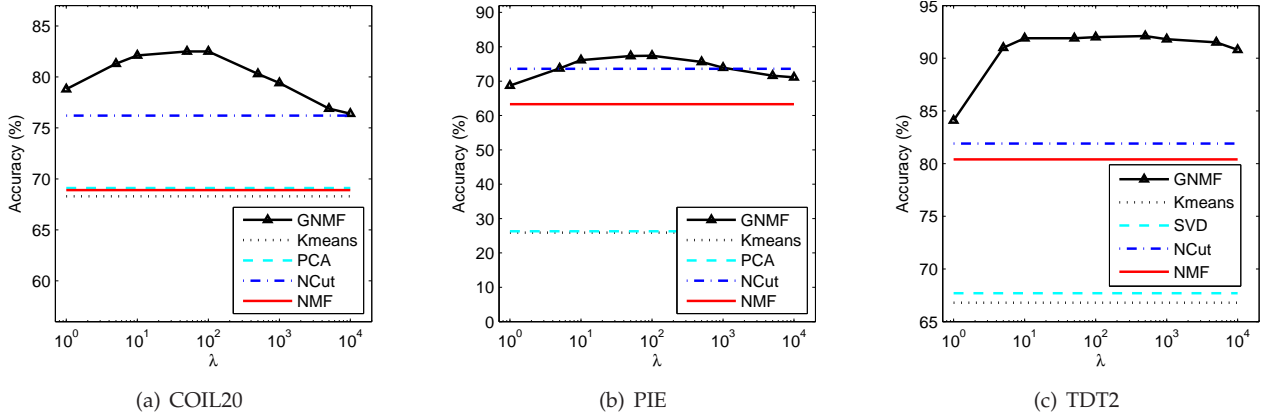 85
80
75
70
65
60
Accuracy (%)
GNMF
Kmeans
PCA
NCut
NMF
10^0
10^1
10^2
10^3
10^4
λ
(a) COIL20
90
80
70
60
50
40
30
20
10
0
Accuracy (%)
GNMF
Kmeans
PCA
NCut
NMF
10^0
10^1
10^2
10^3
10^4
λ
(b) PIE
95
90
85
80
75
70
65
Accuracy (%)
GNMF
Kmeans
SVD
NCut
NMF
10^0
10^1
10^2
10^3
10^4
λ
(c) TDT2